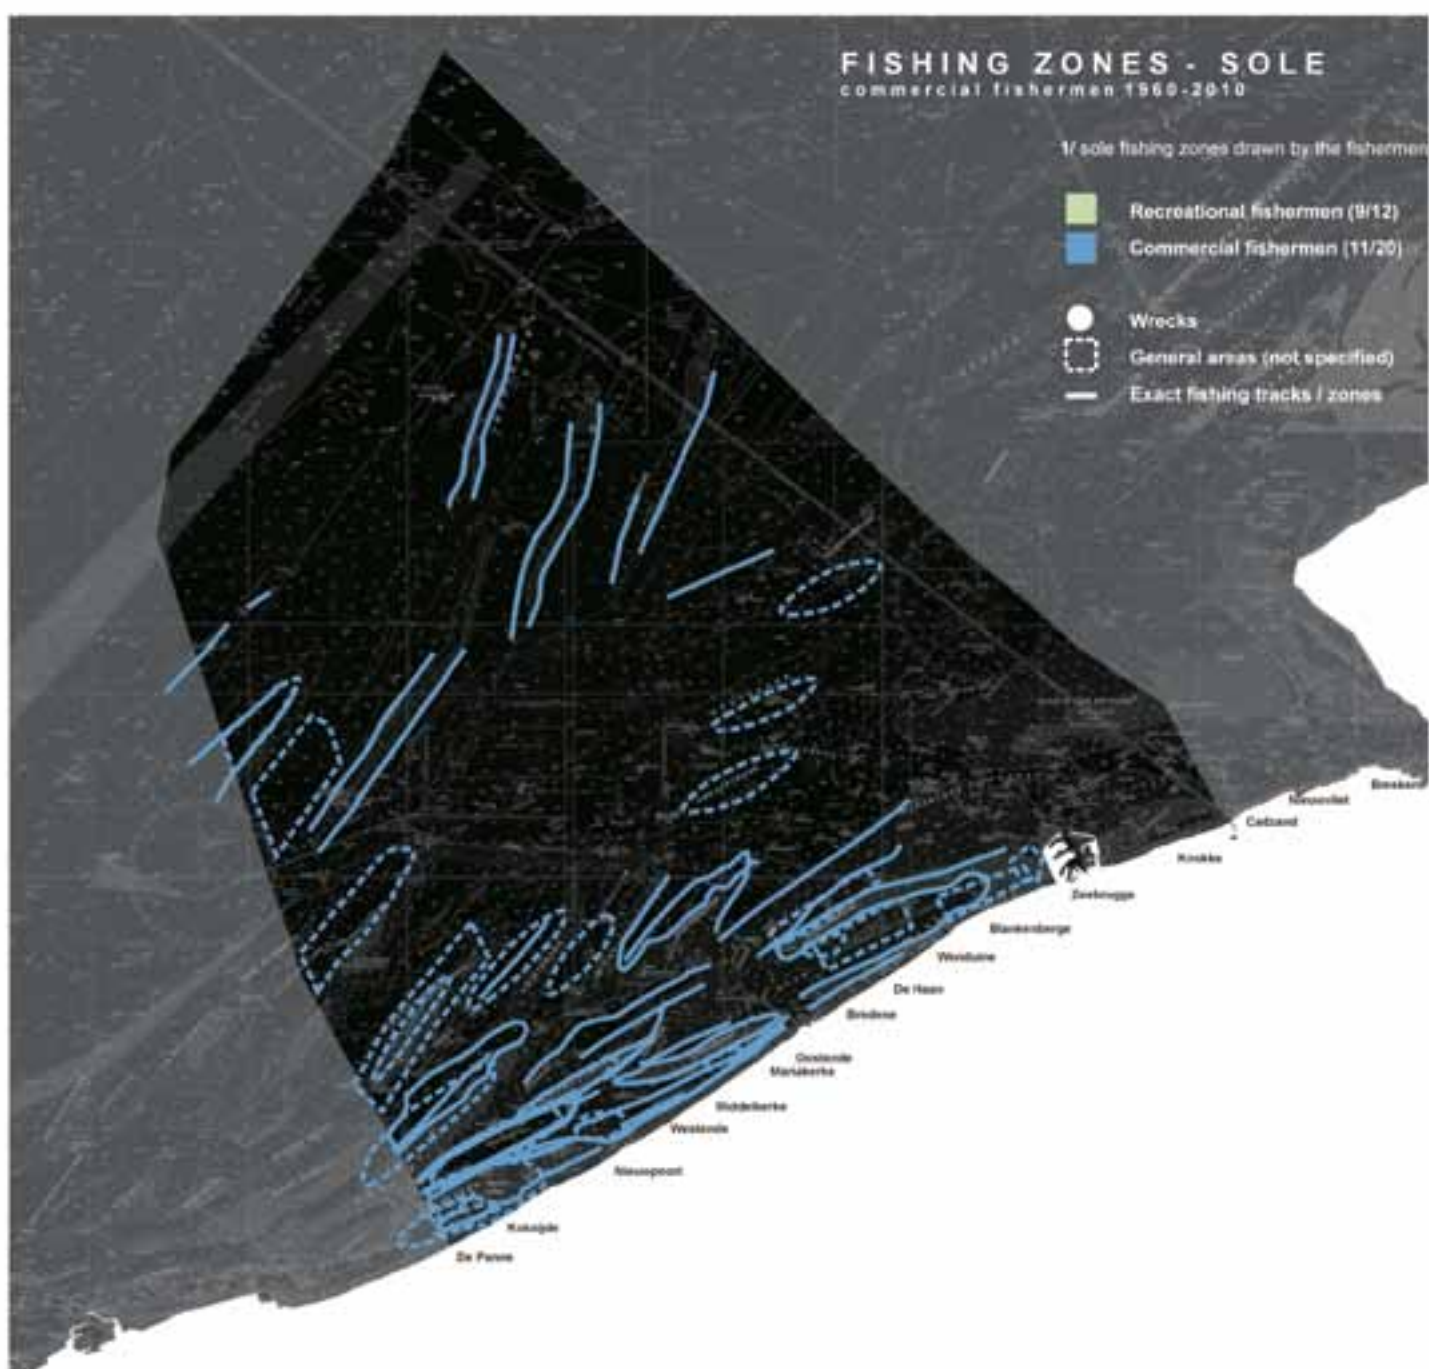 FISHING ZONES - SOLE
commercial fishermen 1960-2010
1/ sole fishing zones drawn by the fishermen
Recreational fishermen (9/12)
Commercial fishermen (11/20)
Wrecks
General areas (not specified)
Exact fishing tracks / zones
Breskens
Nieuwvliet
Cadzand
Knokke
Zeebrugge
Blankenberge
Wenduine
De Haan
Bredene
Oostende
Mariakerke
Middelkerke
Westende
Nieuwpoort
Koksijde
De Panne